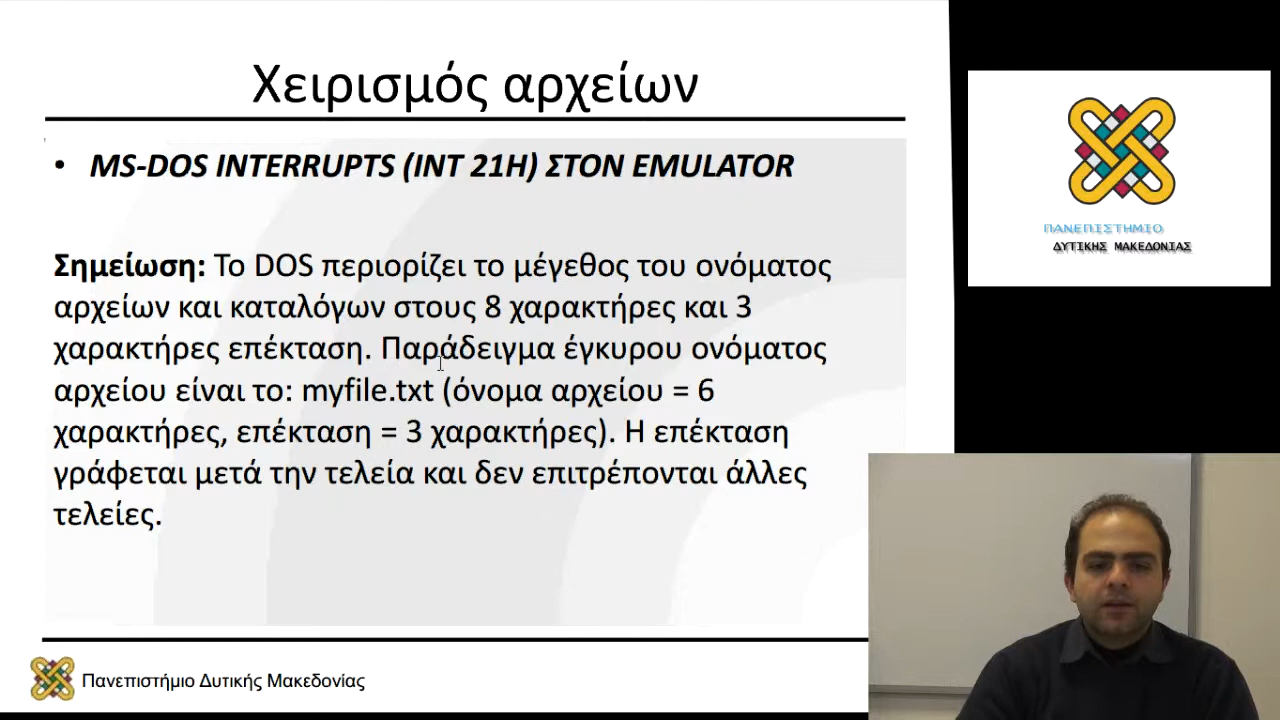 Χειρισμός αρχείων
• MS-DOS INTERRUPTS (INT 21H) ΣΤΟΝ EMULATOR
Σημείωση: Το DOS περιορίζει το μέγεθος του ονόματος
αρχείων και καταλόγων στους 8 χαρακτήρες και 3
χαρακτήρες επέκταση. Παράδειγμα έγκυρου ονόματος
αρχείου είναι το: myfile.txt (όνομα αρχείου = 6
χαρακτήρες, επέκταση = 3 χαρακτήρες). Η επέκταση
γράφεται μετά την τελεία και δεν επιτρέπονται άλλες
τελείες.
Πανεπιστήμιο Δυτικής Μακεδονίας
ΠΑΝΕΠΙΣΤΗΜΙΟ
ΔΥΤΙΚΗΣ ΜΑΚΕΔΟΝΙΑΣ